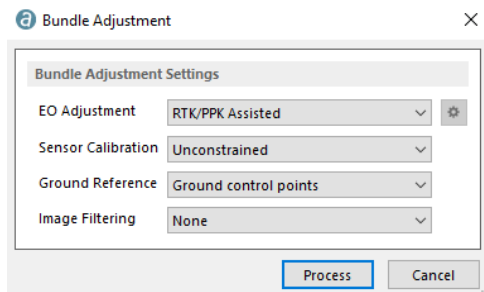 Bundle Adjustment
Bundle Adjustment Settings
EO Adjustment RTK/PPK Assisted
Sensor Calibration Unconstrained
Ground Reference Ground control points
Image Filtering None
Process Cancel